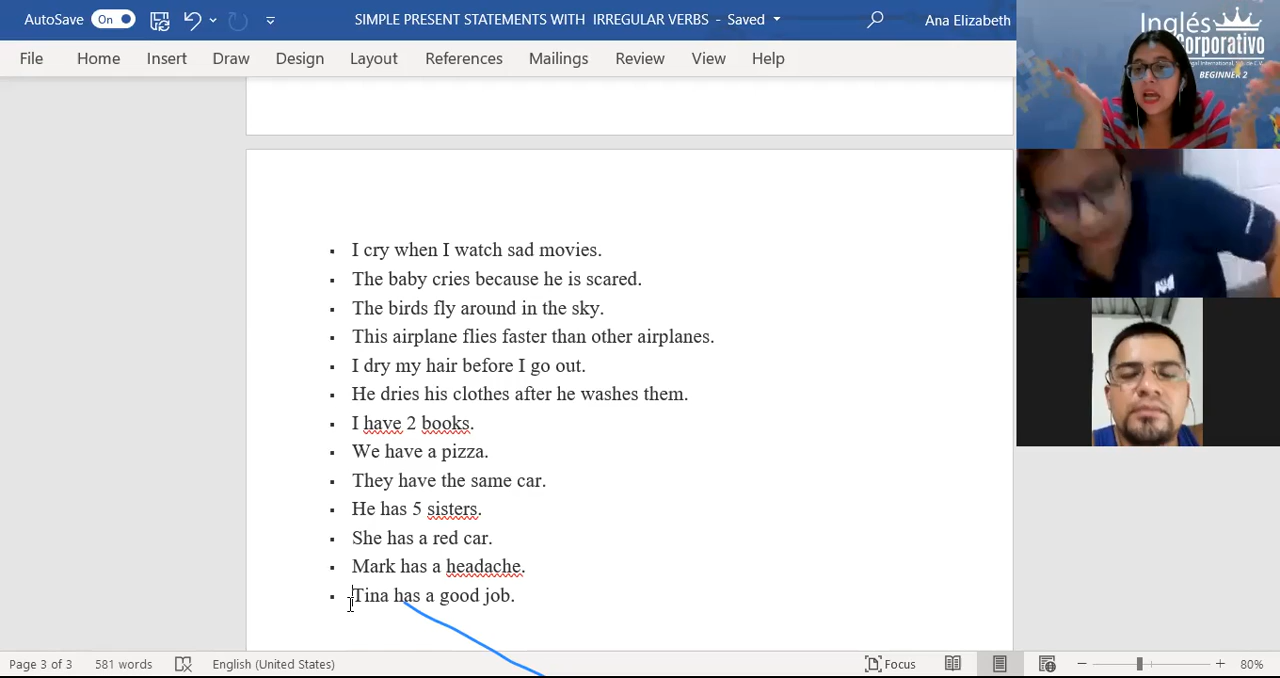 AutoSave On SIMPLE PRESENT STATEMENTS WITH IRREGULAR VERBS - Saved Ana Elizabeth
File Home Insert Draw Design Layout References Mailings Review View Help
Inglés
Corporativo
BEGINNER 2
▪ I cry when I watch sad movies.
▪ The baby cries because he is scared.
▪ The birds fly around in the sky.
▪ This airplane flies faster than other airplanes.
▪ I dry my hair before I go out.
▪ He dries his clothes after he washes them.
▪ I have 2 books.
▪ We have a pizza.
▪ They have the same car.
▪ He has 5 sisters.
▪ She has a red car.
▪ Mark has a headache.
▪ Tina has a good job.
Page 3 of 3 581 words English (United States) Focus 80%